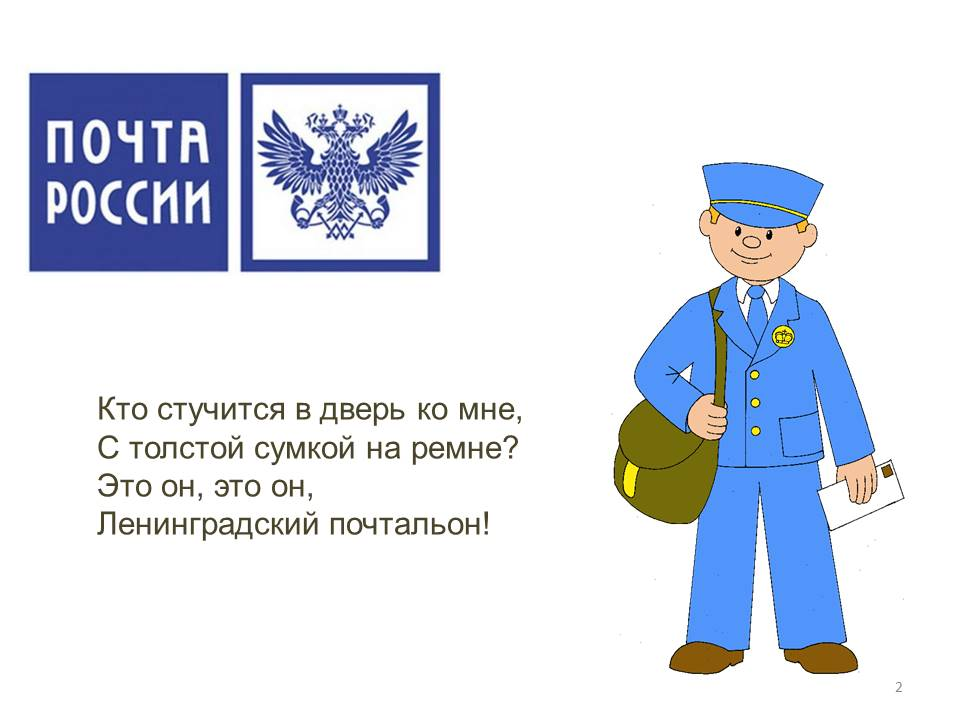 ПОЧТА
РОССИИ
Кто стучится в дверь ко мне,
С толстой сумкой на ремне?
Это он, это он,
Ленинградский почтальон!
2